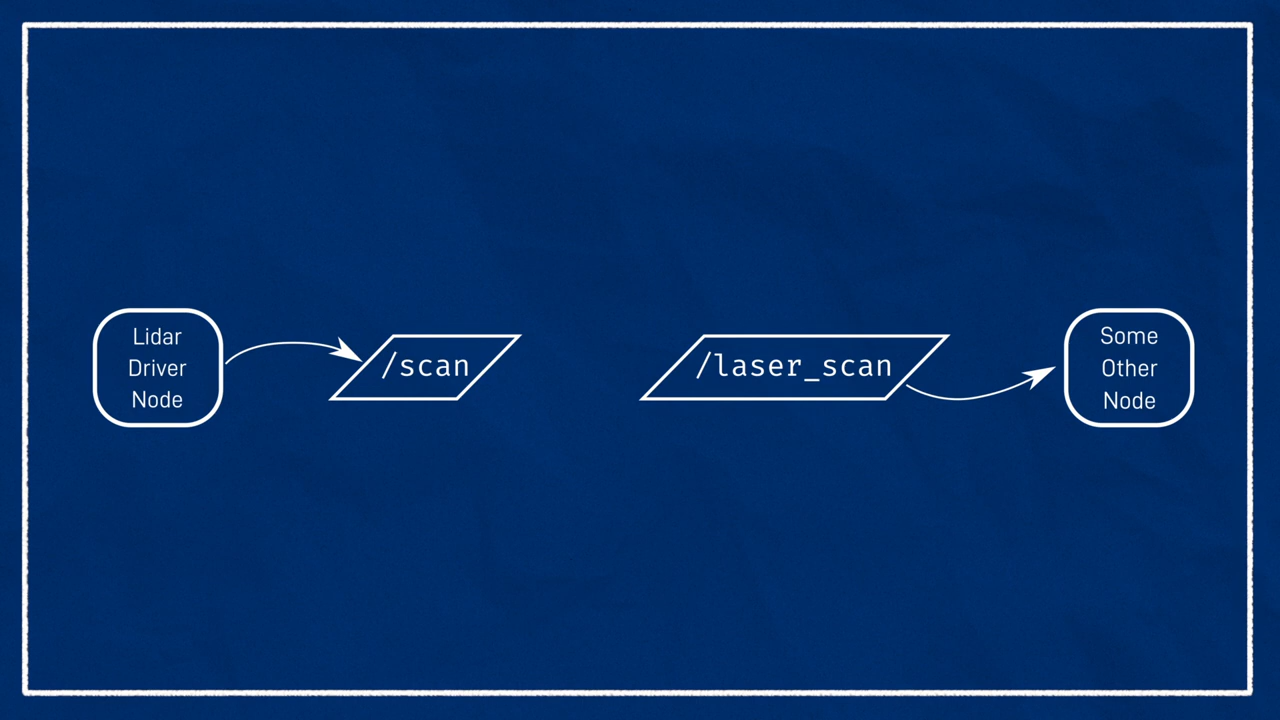 Lidar
Driver
Node
/scan
/laser_scan
Some
Other
Node